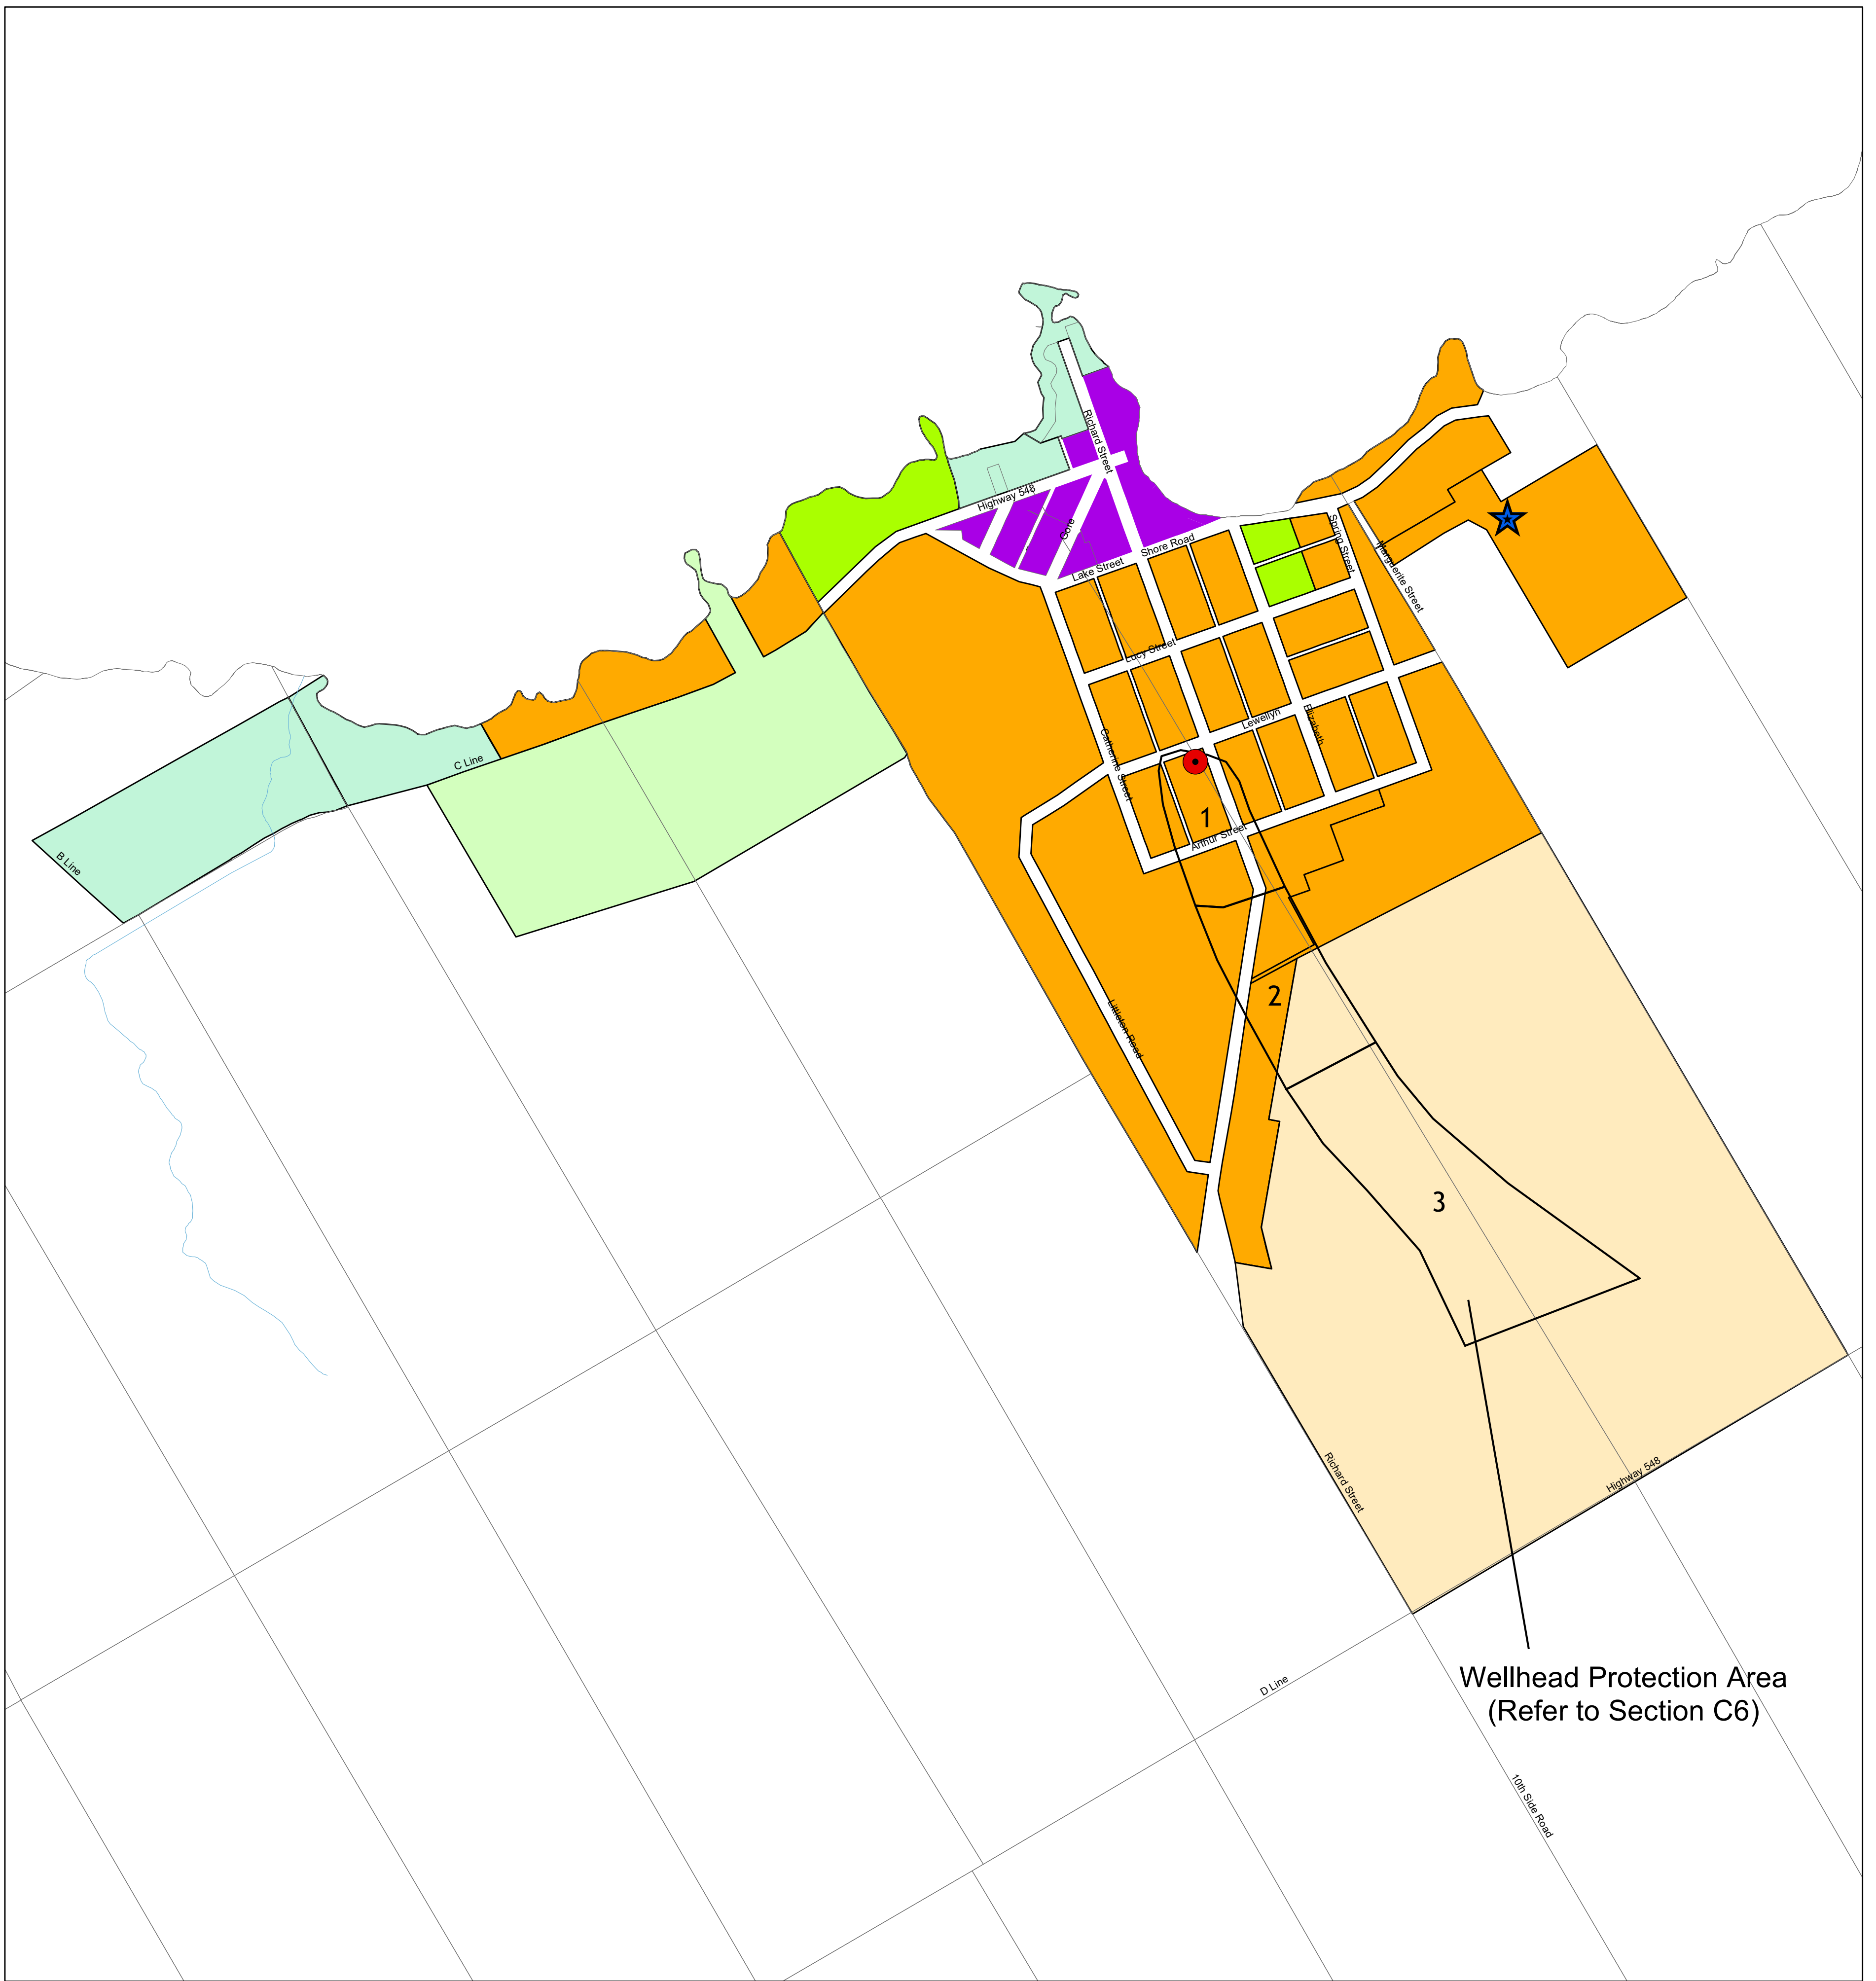 Richard Street
Highway 548
Gore
Shore Road
Spring Street
Marguerite Street
Lake Street
Lucy Street
Lewellyn
Elizabeth
Catherine Street
C Line
B Line
1
Arthur Street
2
Littleton Road
3
Richard Street
Highway 548
D Line
Wellhead Protection Area
(Refer to Section C6)
10th Side Road